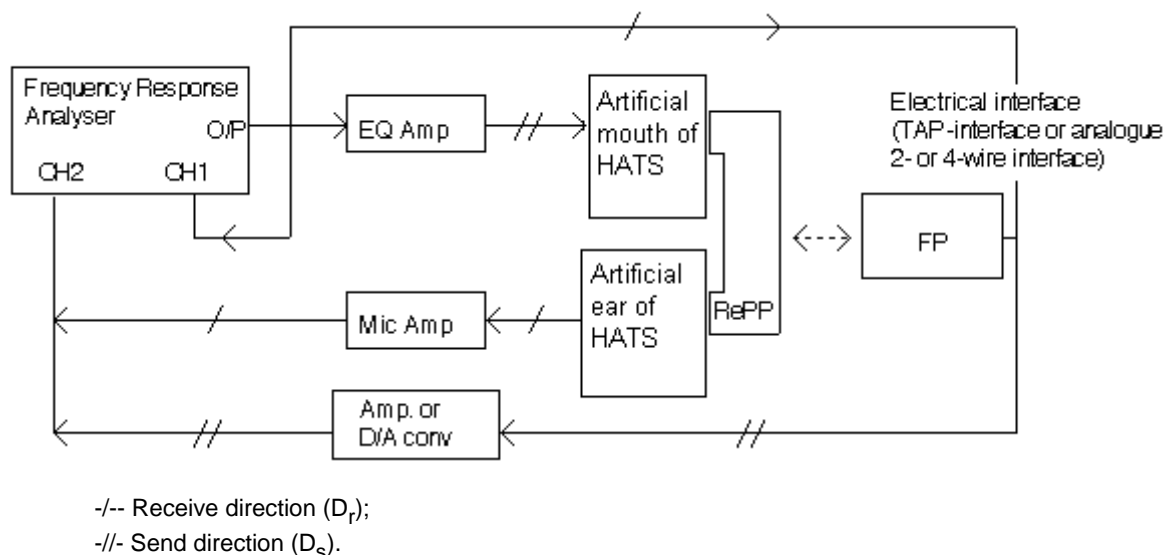 Frequency Response
Analyser
O/P
CH2
CH1
EQ Amp
Artificial
mouth of
HATS
Electrical interface
(TAP-interface or analogue
2- or 4-wire interface)
FP
Artificial
ear of
HATS
RePP
Mic Amp
Amp. or
D/A conv
-/-- Receive direction (Dr);
-//- Send direction (Ds).